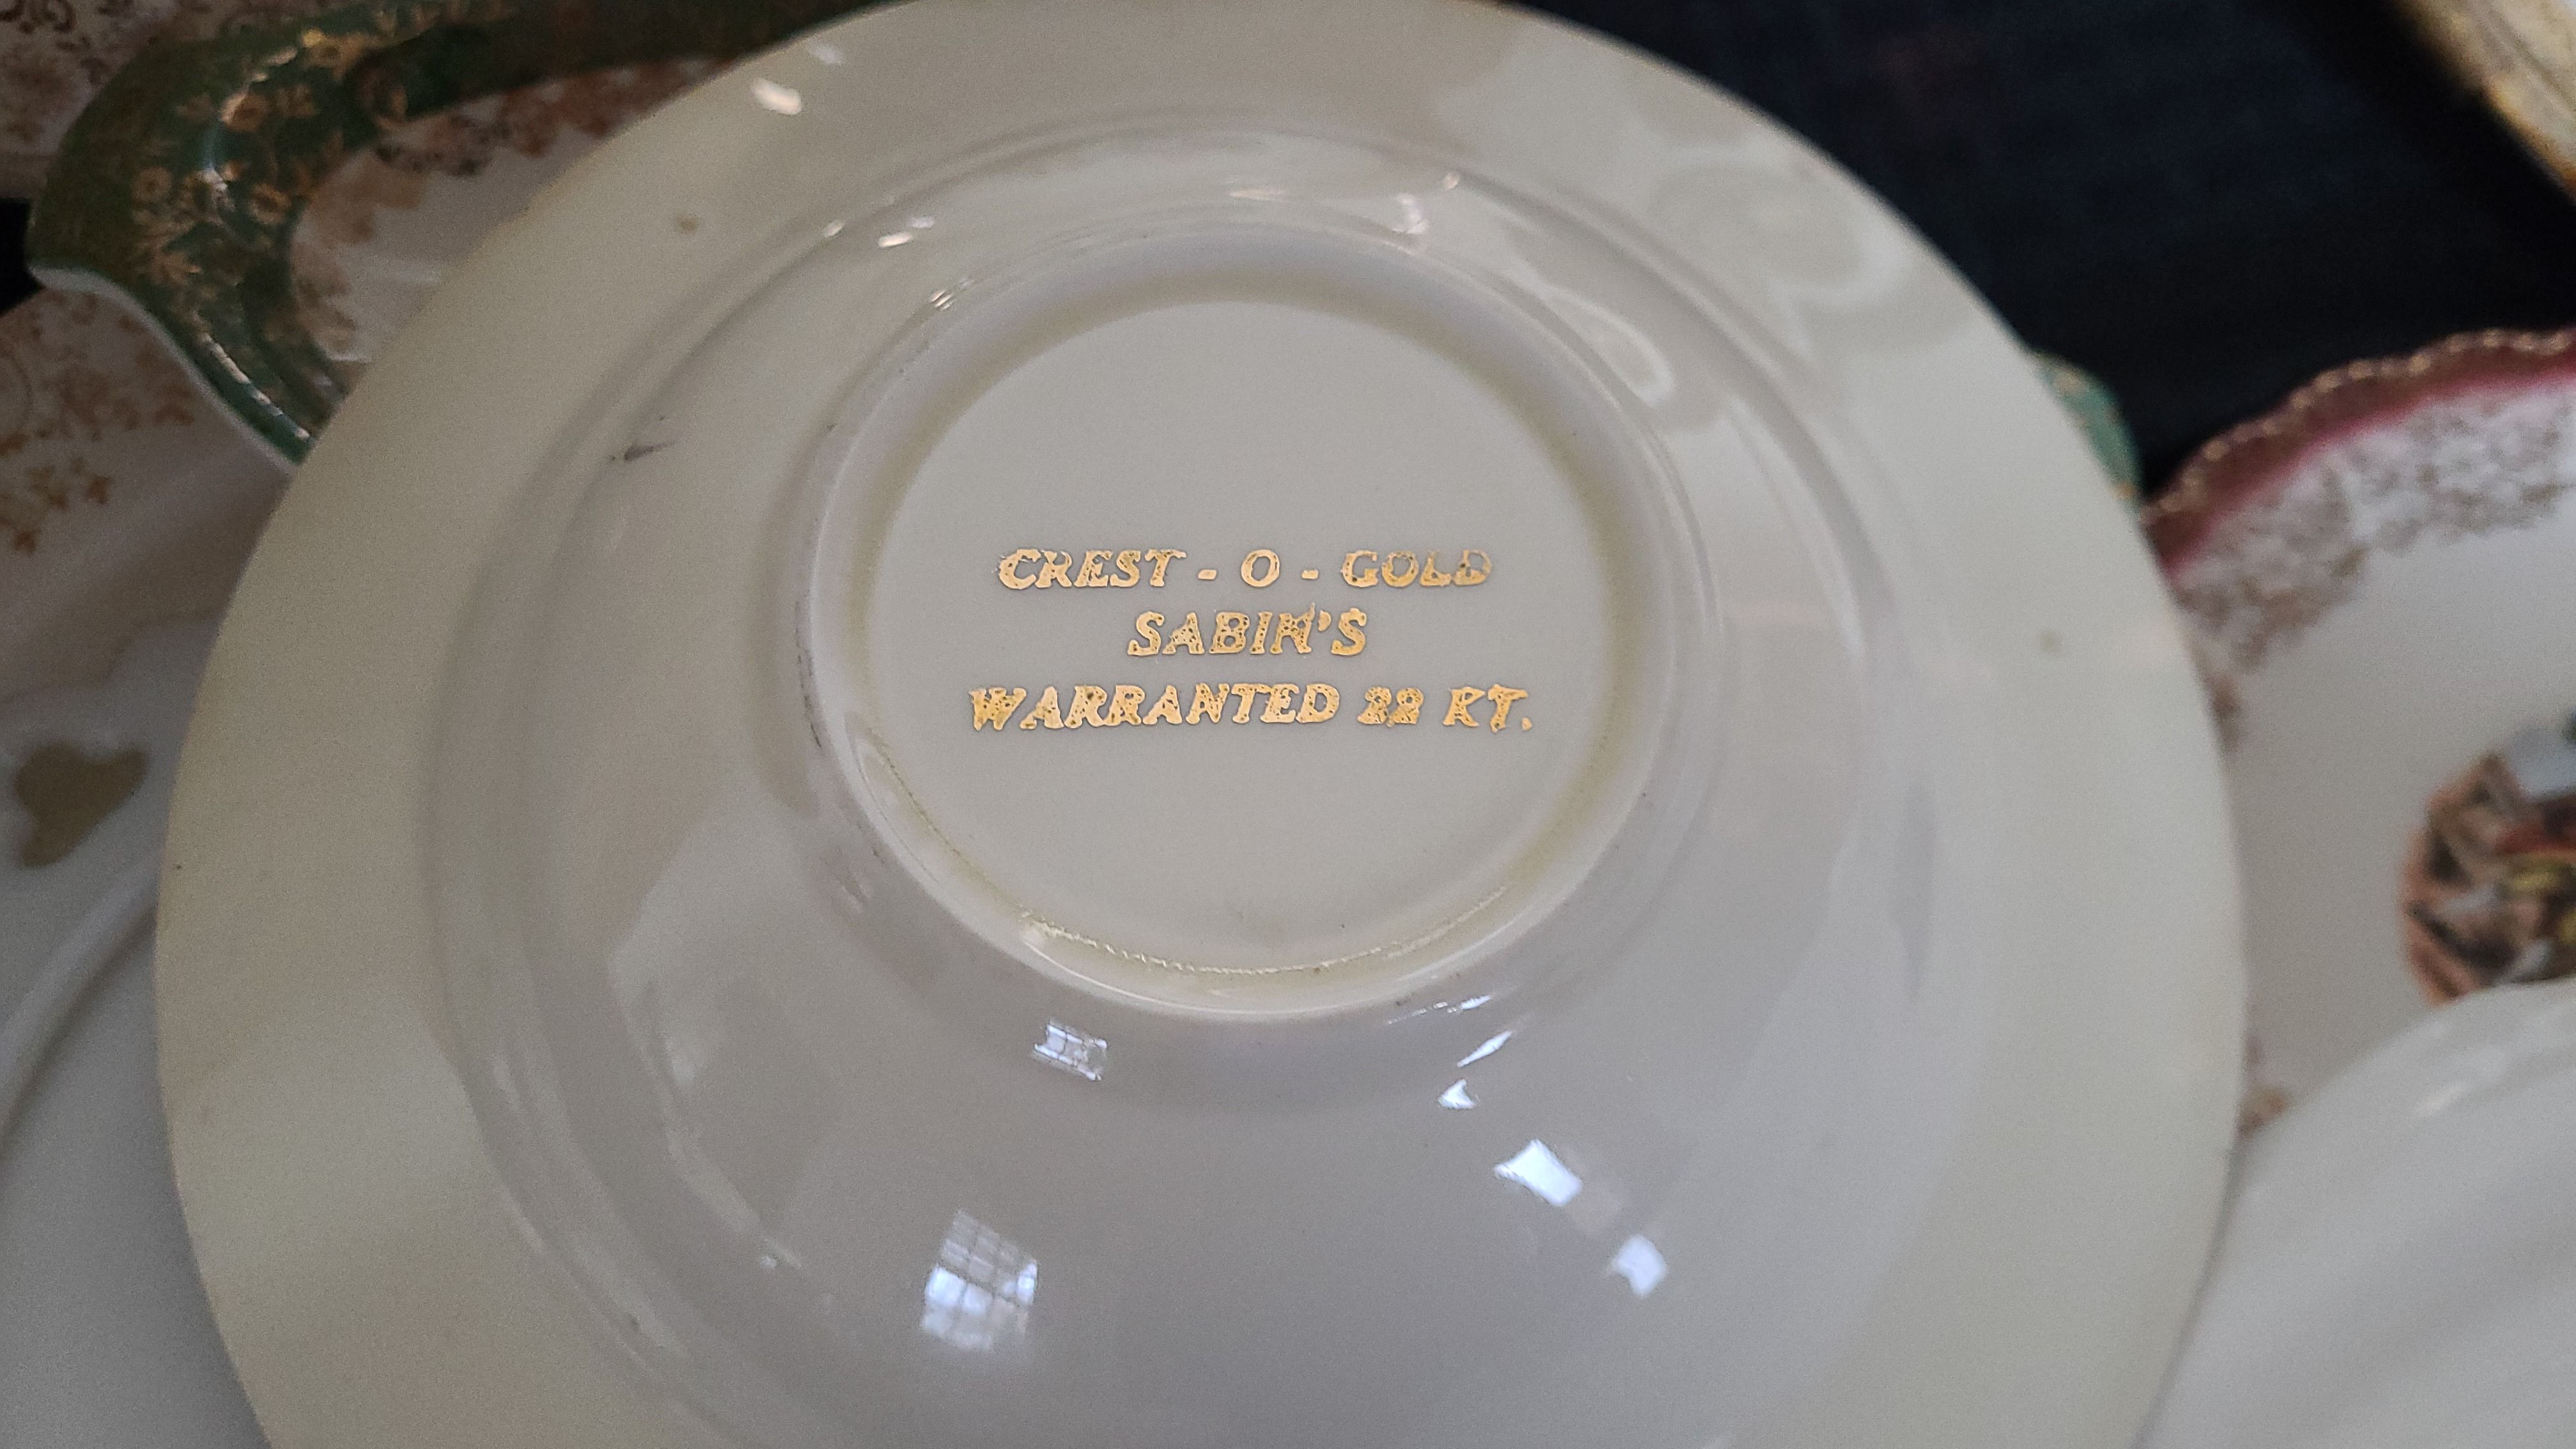 CREST - O - GOLD
SABIN'S
WARRANTED 22 KT.